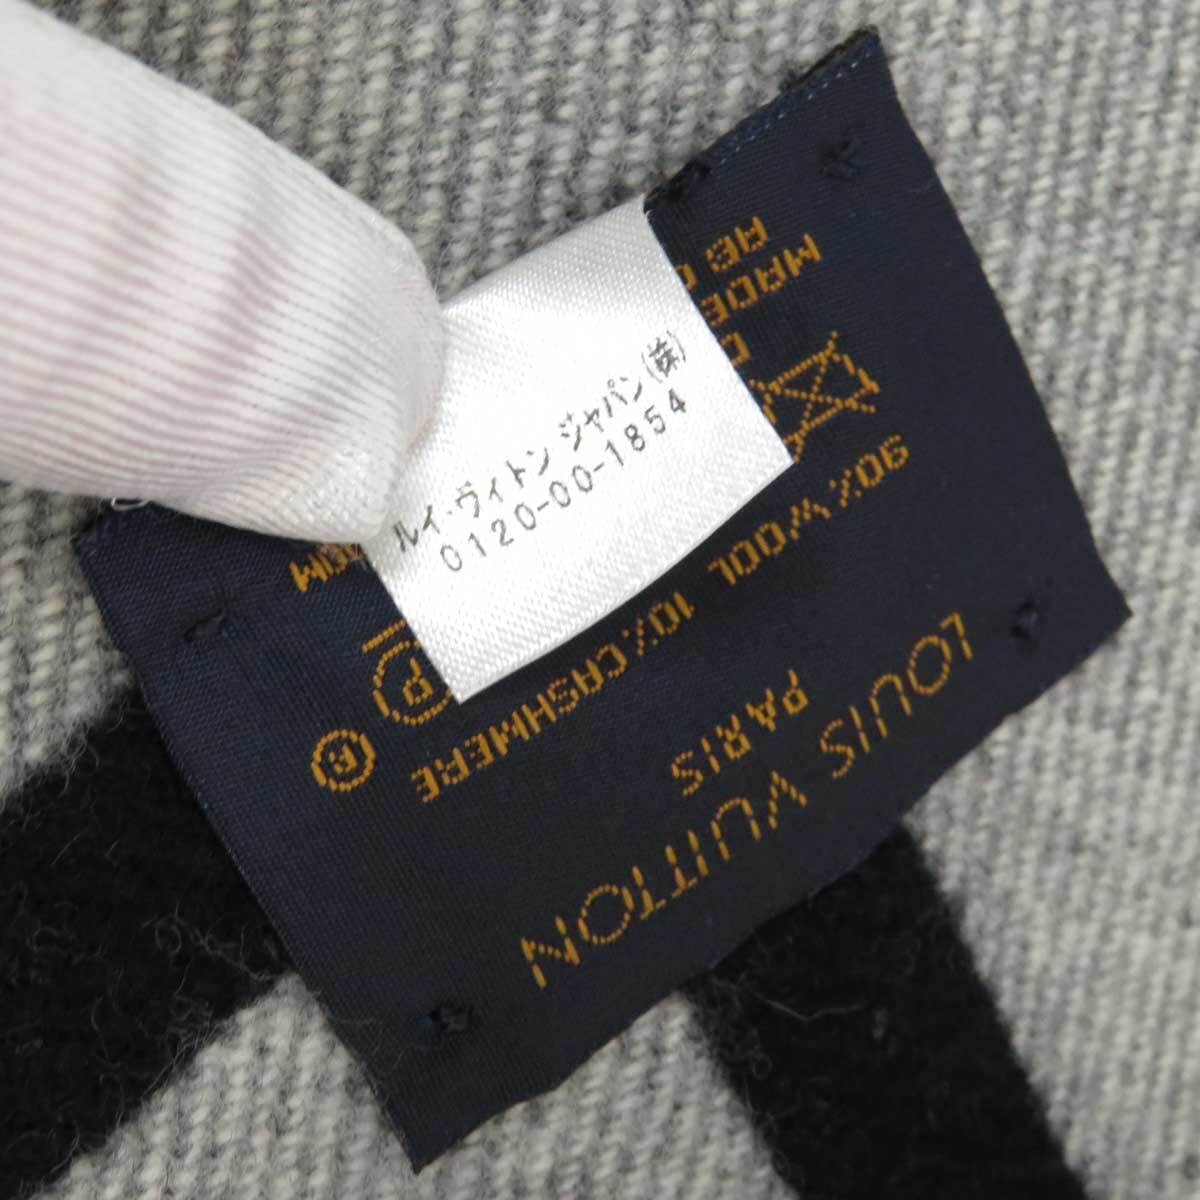 ルイ・ヴィトン ジャパン(株)
0120-00-1854
LOUIS VUITTON
PARIS
90%WOOL 10%CASHMERE
®
P
MADE